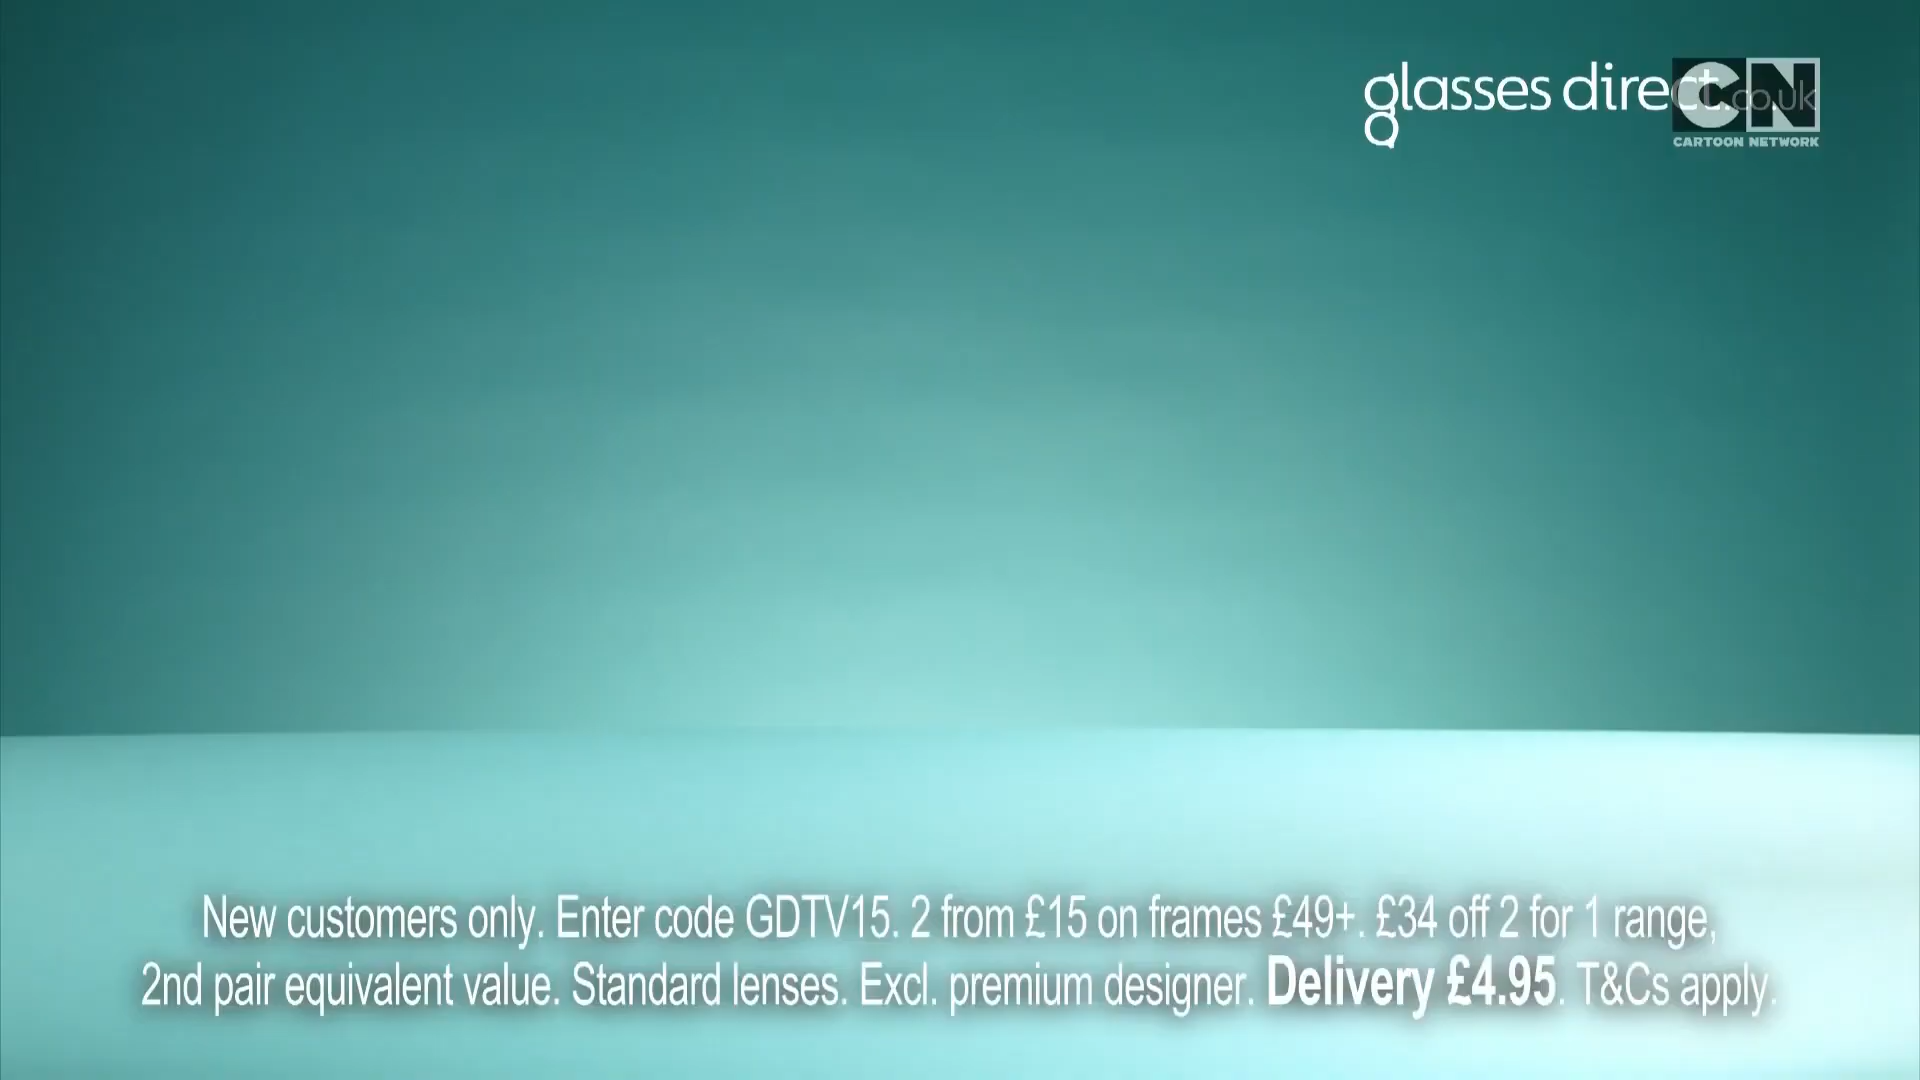 glasses direct.co.uk
CN
CARTOON NETWORK
New customers only. Enter code GDTV15. 2 from £15 on frames £49+. £34 off 2 for 1 range,
2nd pair equivalent value. Standard lenses. Excl. premium designer. Delivery £4.95. T&Cs apply.